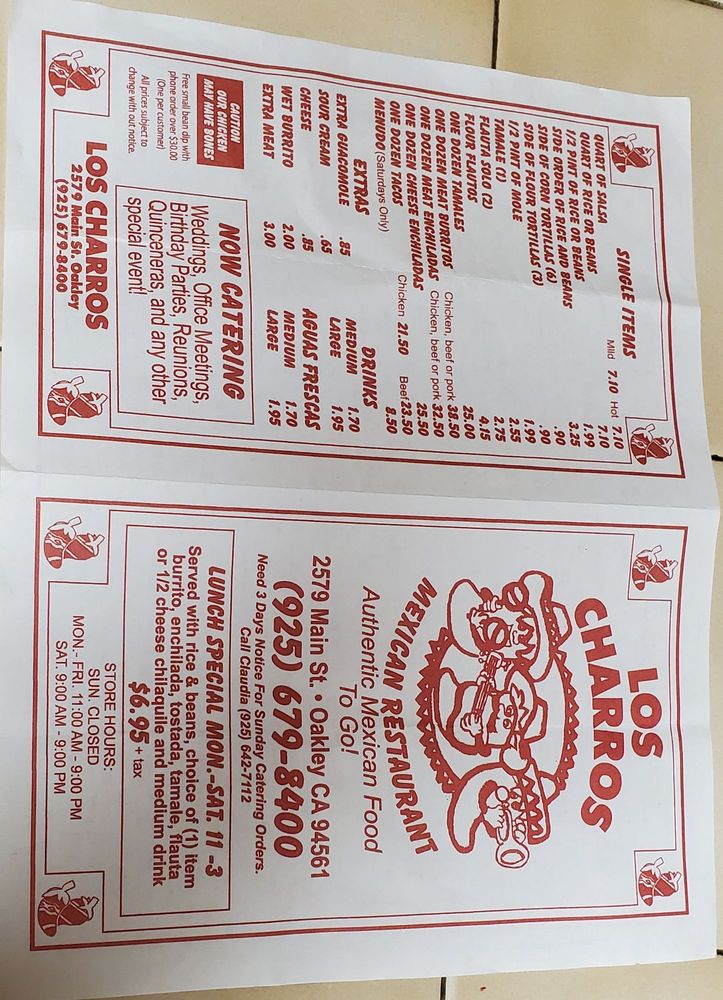 SINGLE ITEMS
QUART OF SALSA Mild 7.10 Hot 7.10
QUART OF RICE OR BEANS 7.10
1/2 PINT OF RICE OR BEANS 1.99
SIDE ORDER OF RICE AND BEANS 3.25
SIDE OF CORN TORTILLAS (6) .90
SIDE OF FLOUR TORTILLAS (3) .90
1/2 PINT OF MOLE 1.99
TAMALE (1) 2.55
FLAUTA SOLO (2) 2.75
FLOUR FLAUTOS 4.15
ONE DOZEN TAMALES 25.00
ONE DOZEN MEAT BURRITOS Chicken, beef or pork 38.50
ONE DOZEN MEAT ENCHILADAS Chicken, beef or pork 32.50
ONE DOZEN CHEESE ENCHILADAS 25.50
ONE DOZEN TACOS Chicken 21.50 Beef 23.50
MENUDO (Saturdays Only) 8.50
EXTRAS
EXTRA GUACOMOLE .85
SOUR CREAM .65
CHEESE .85
WET BURRITO 2.00
EXTRA MEAT 3.00
DRINKS
MEDIUM 1.70
LARGE 1.95
AGUAS FRESCAS
MEDIUM 1.70
LARGE 1.95
CAUTION
OUR CHICKEN
MAY HAVE BONES
Free small bean dip with
phone order over $30.00
(One per customer)
All prices subject to
change with out notice.
NOW CATERING
Weddings, Office Meetings,
Birthday Parties, Reunions,
Quinceneras, and any other
special event!
LOS CHARROS
2579 Main St. Oakley
(925) 679-8400
LOS
CHARROS
MEXICAN RESTAURANT
Authentic Mexican Food
To Go!
2579 Main St. • Oakley CA 94561
(925) 679-8400
Need 3 Days Notice For Sunday Catering Orders.
Call Claudia (925) 642-7112
LUNCH SPECIAL MON.-SAT. 11 -3
Served with rice & beans, choice of (1) item
burrito, enchilada, tostada, tamale, flauta
or 1/2 cheese chilaquile and medium drink
$6.95 + tax
STORE HOURS:
SUN. CLOSED
MON.- FRI. 11:00 AM - 9:00 PM
SAT. 9:00 AM - 9:00 PM